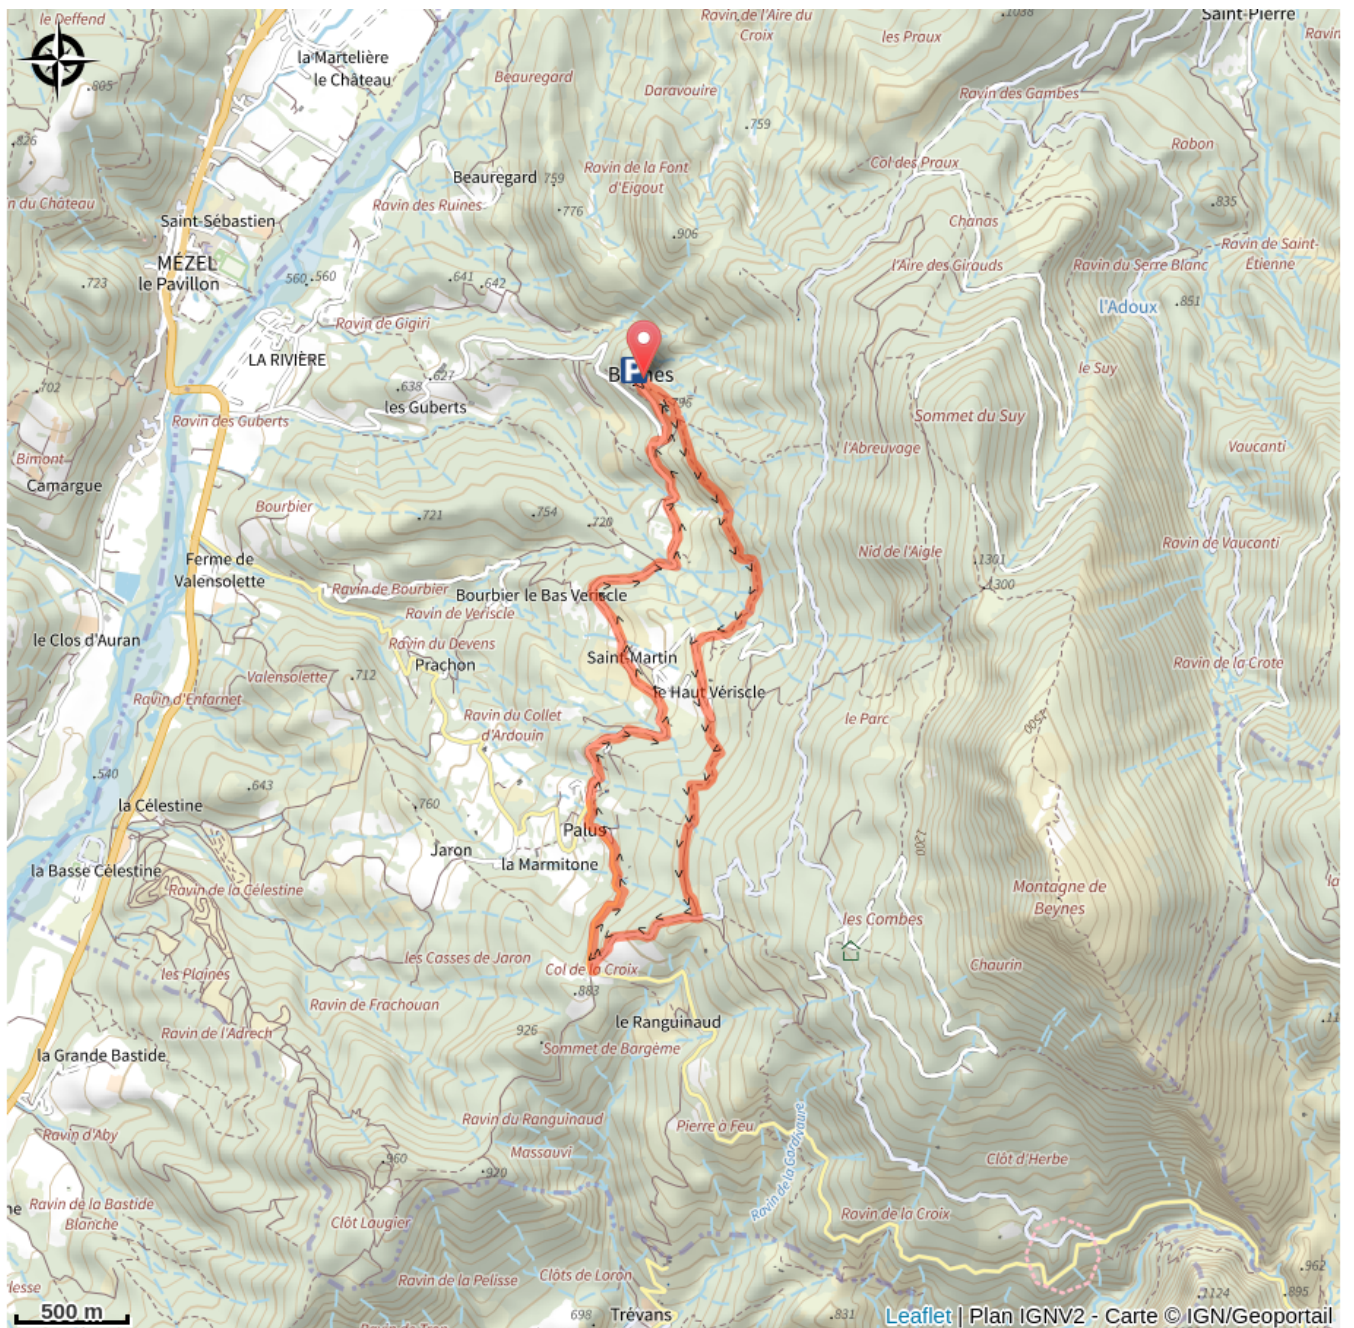 le Deffend
Ravin de l'Aire du
Croix
les Praux
1038
Saint-Pierre
la Martelière
le Château
Beauregard
Daravouire
Ravin des Gambes
.805
.826
.759
Rabon
Col des Praux
Ravin de la Font
d'Eigout
Beauregard
759
n du Château
Ravin des Ruines
.776
.835
Saint-Sébastien
Chanas
.906
Ravin de Saint-
Étienne
MÉZEL
le Pavillon
l'Aire des Girauds
Ravin du Serre Blanc
.723
560
.560
.641
.642
l'Adoux
.851
Ravin de Gigiri
LA RIVIÈRE
P
.627
.638
les Guberts
.702
.796
le Suy
Ravin des Guberts
Sommet du Suy
l'Abreuvage
Vaucanti
Bimont
Camargue
Bourbier
.721
.754
.720
Ferme de
Valensolette
Nid de l'Aigle
.1301
.1300
Ravin de Vaucanti
Ravin de Bourbier
Bourbier le Bas Vériscle
Ravin de Veriscle
le Clos d'Auran
Ravin du Devens
Prachon
Saint-Martin
Ravin de la Crote
Valensolette
.712
le Haut Vériscle
Ravin d'Enfarnet
Ravin du Collet
d'Ardouin
le Parc
1500
.540
.643
la Célestine
.760
Palus
Jaron
la Marmitone
1200
la Basse Célestine
Ravin de la Célestine
Montagne de
Beynes
les Combes
les Casses de Jaron
Col de la Croix
les Plaines
Chaurin
.883
Ravin de Frachouan
le Ranguinaud
Ravin de l'Adrech
926
Sommet de Bargème
la Grande Bastide
Ravin du Ranguinaud
Pierre à Feu
Ravin d'Aby
Massauvi
.960
.920
Clôt d'Herbe
Ravin de la Gardivaure
Ravin de la Bastide
Blanche
Clôt Laugier
Ravin de la Croix
Ravin de la Pelisse
Clôts de Loron
.962
.1124
.895
500 m
698
Trévans
.831
Leaflet | Plan IGNV2 - Carte © IGN/Geoportail